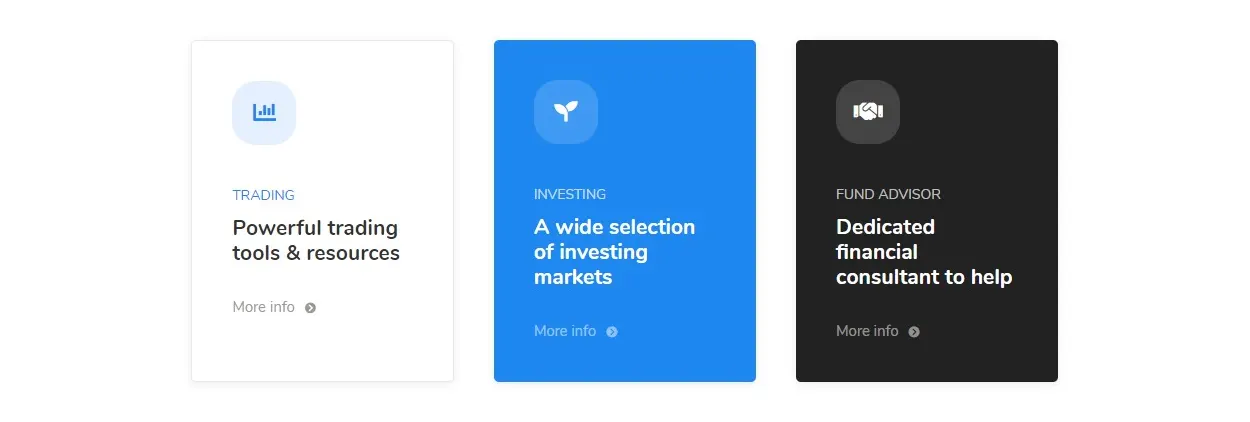 TRADING
Powerful trading
tools & resources
More info
INVESTING
A wide selection
of investing
markets
More info
FUND ADVISOR
Dedicated
financial
consultant to help
More info